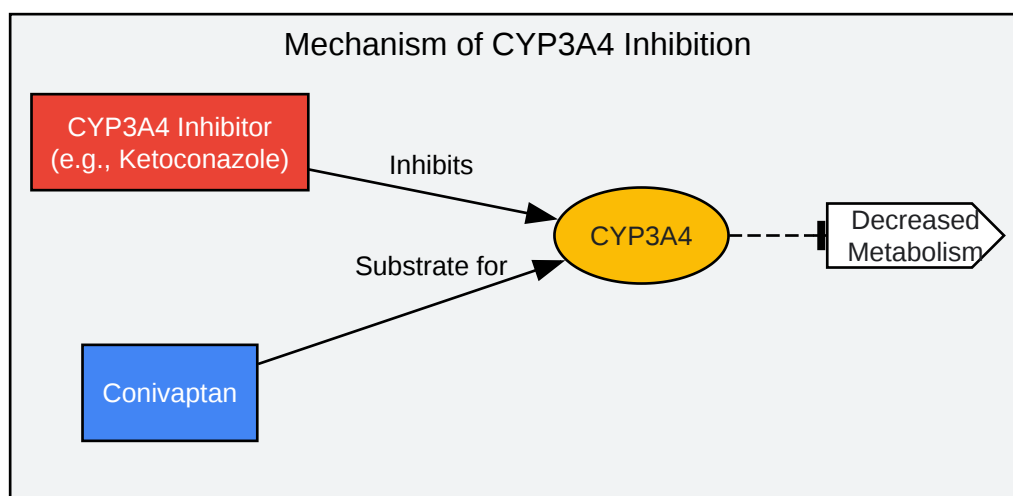 Mechanism of CYP3A4 Inhibition
CYP3A4 Inhibitor
(e.g., Ketoconazole)
Inhibits
CYP3A4
Decreased
Metabolism
Substrate for
Conivaptan